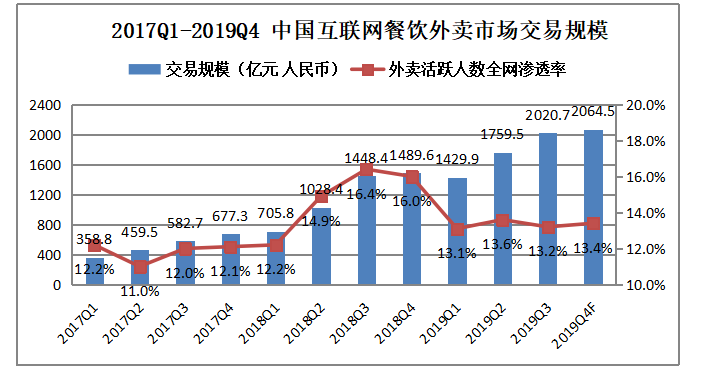 2017Q1-2019Q4 中国互联网餐饮外卖市场交易规模
交易规模（亿元 人民币） 外卖活跃人数全网渗透率
2400 2000 1600 1200 800 400 0
20.0% 18.0% 16.0% 14.0% 12.0% 10.0%
358.8 459.5 582.7 677.3 705.8 1028.4 1448.4 1489.6 1429.9 1759.5 2020.7 2064.5
12.2% 11.0% 12.0% 12.1% 12.2% 14.9% 16.4% 16.0% 13.1% 13.6% 13.2% 13.4%
2017Q1 2017Q2 2017Q3 2017Q4 2018Q1 2018Q2 2018Q3 2018Q4 2019Q1 2019Q2 2019Q3 2019Q4F